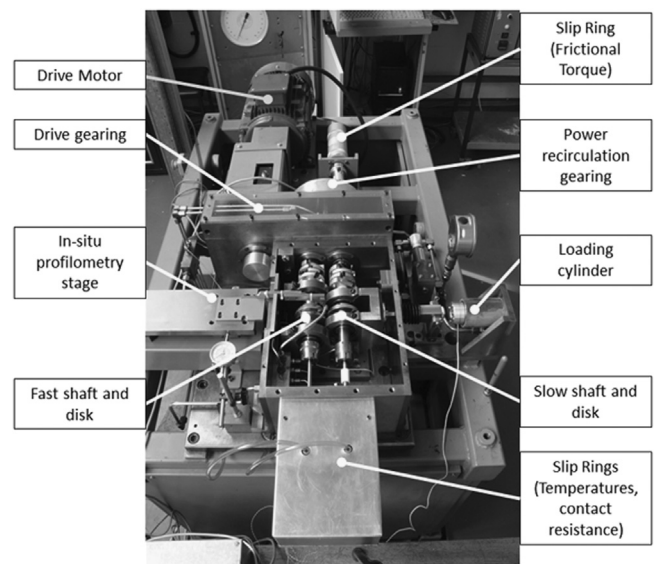 Drive Motor
Drive gearing
In-situ
profilometry
stage
Fast shaft and
disk
Slip Ring
(Frictional
Torque)
Power
recirculation
gearing
Loading
cylinder
Slow shaft and
disk
Slip Rings
(Temperatures,
contact
resistance)